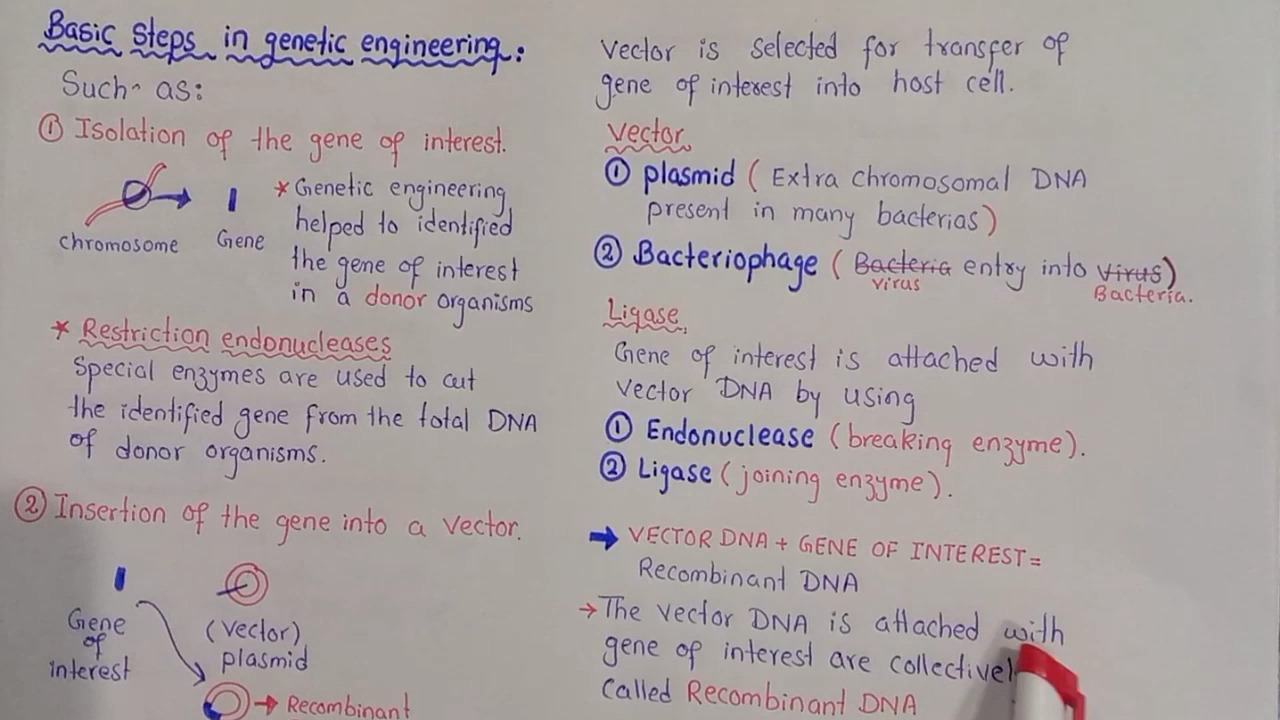 Basic steps in genetic engineering:
Such as:
① Isolation of the gene of interest.
chromosome
Gene
* Genetic engineering
helped to identified
the gene of interest
in a donor organisms
* Restriction endonucleases
Special enzymes are used to cut
the identified gene from the total DNA
of donor organisms.
② Insertion of the gene into a vector.
Gene
of
interest
(vector)
plasmid
→ Recombinant
vector is selected for transfer of
gene of interest into host cell.
vector
① plasmid (Extra chromosomal DNA
present in many bacterias)
② Bacteriophage (Bacteria entry into virus)
virus
Bacteria.
Ligase
Gene of interest is attached with
vector DNA by using
① Endonuclease (breaking enzyme).
② Ligase (joining enzyme).
→ VECTOR DNA + GENE OF INTEREST =
Recombinant DNA
→ The vector DNA is attached with
gene of interest are
called Recombinant DNA